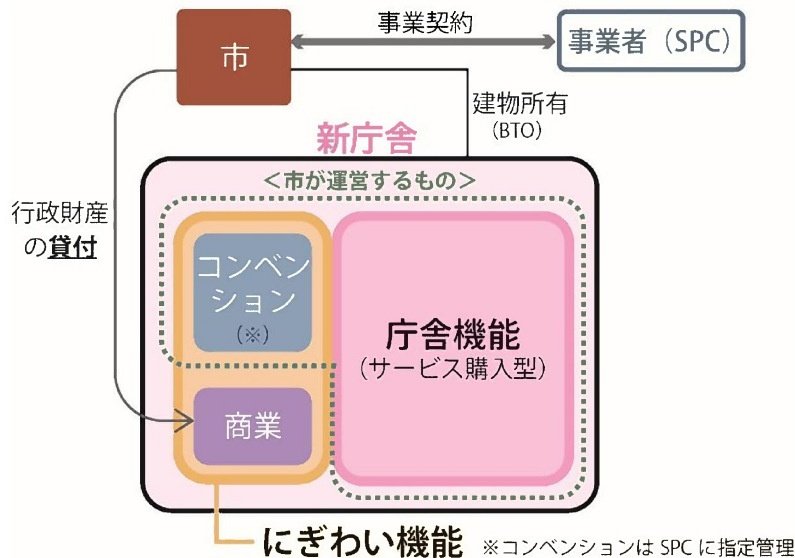 事業契約
市
事業者（SPC）
建物所有
(BTO)
新庁舎
＜市が運営するもの＞
行政財産
の貸付
コンベン
ション
（※）
庁舎機能
（サービス購入型）
商業
にぎわい機能
※コンベンションは SPC に指定管理